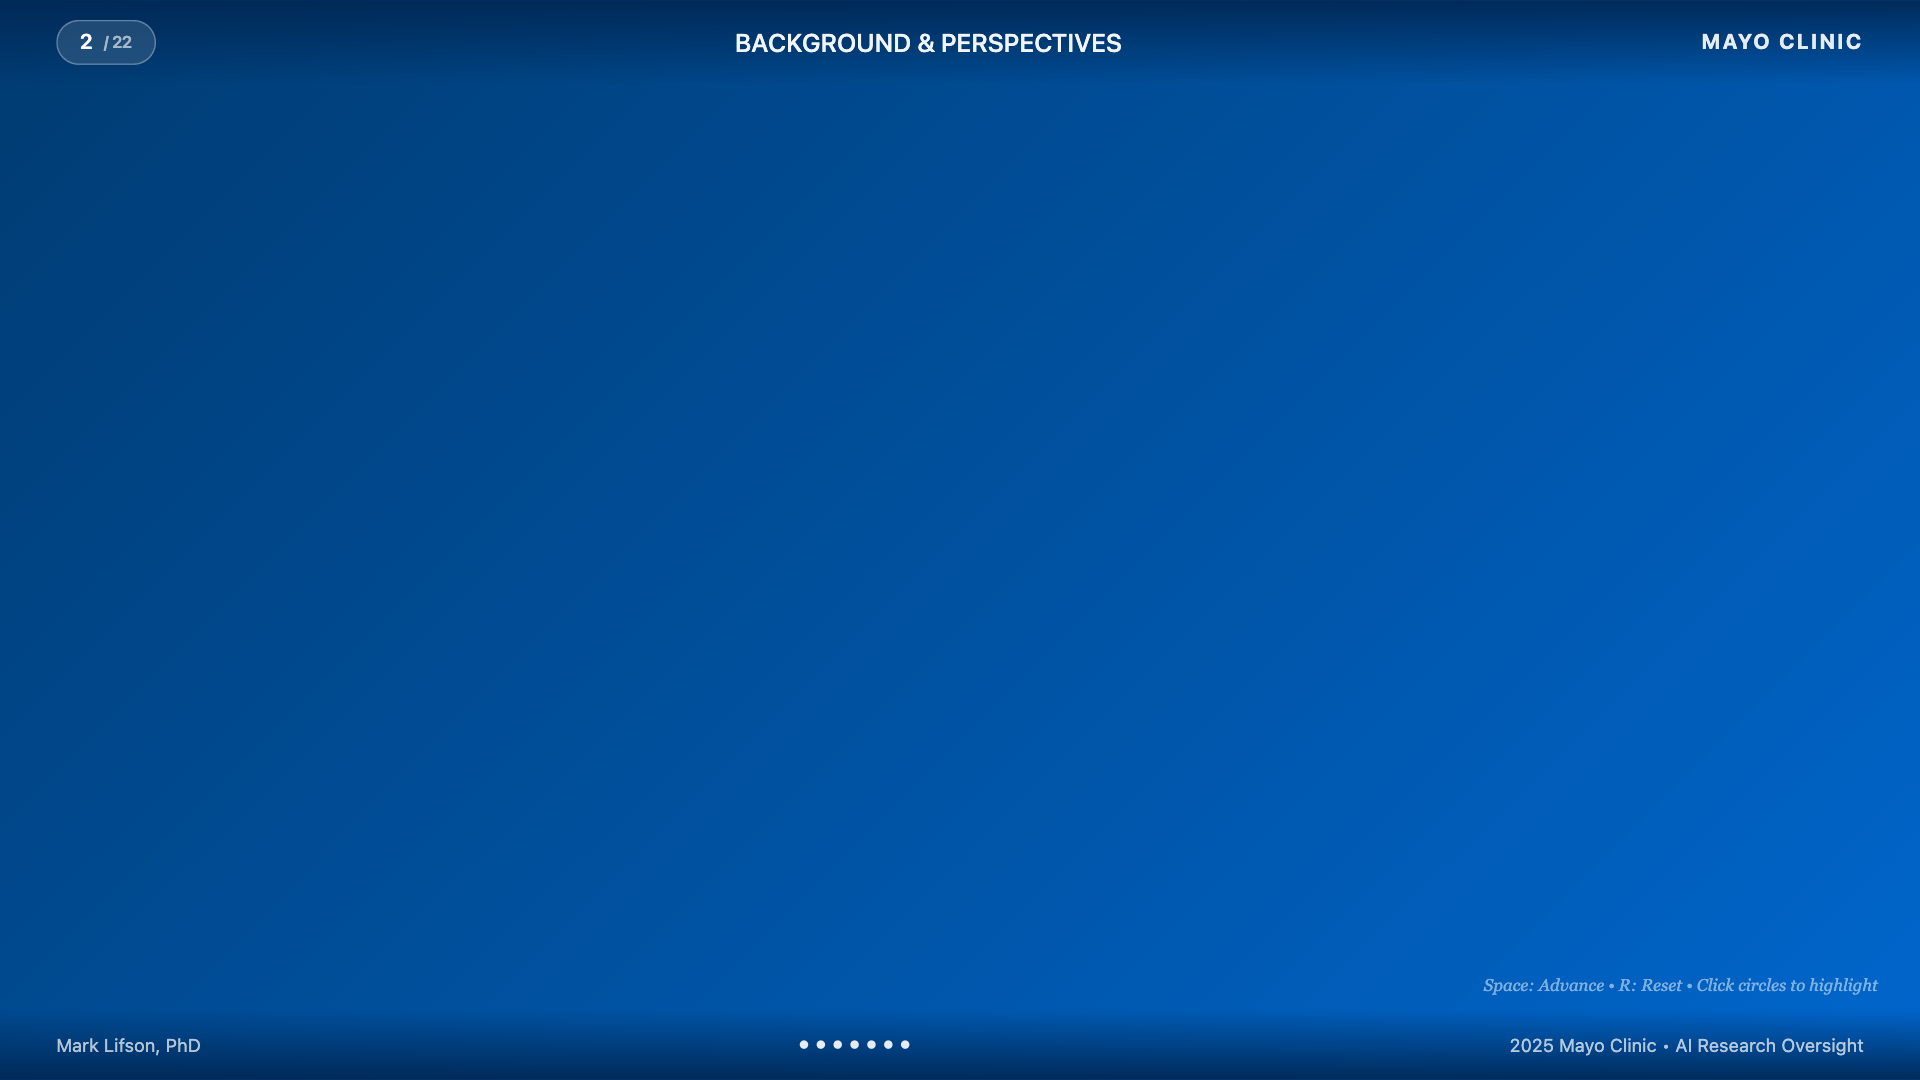 2 / 22
BACKGROUND & PERSPECTIVES
MAYO CLINIC
Space: Advance • R: Reset • Click circles to highlight
Mark Lifson, PhD
2025 Mayo Clinic • AI Research Oversight